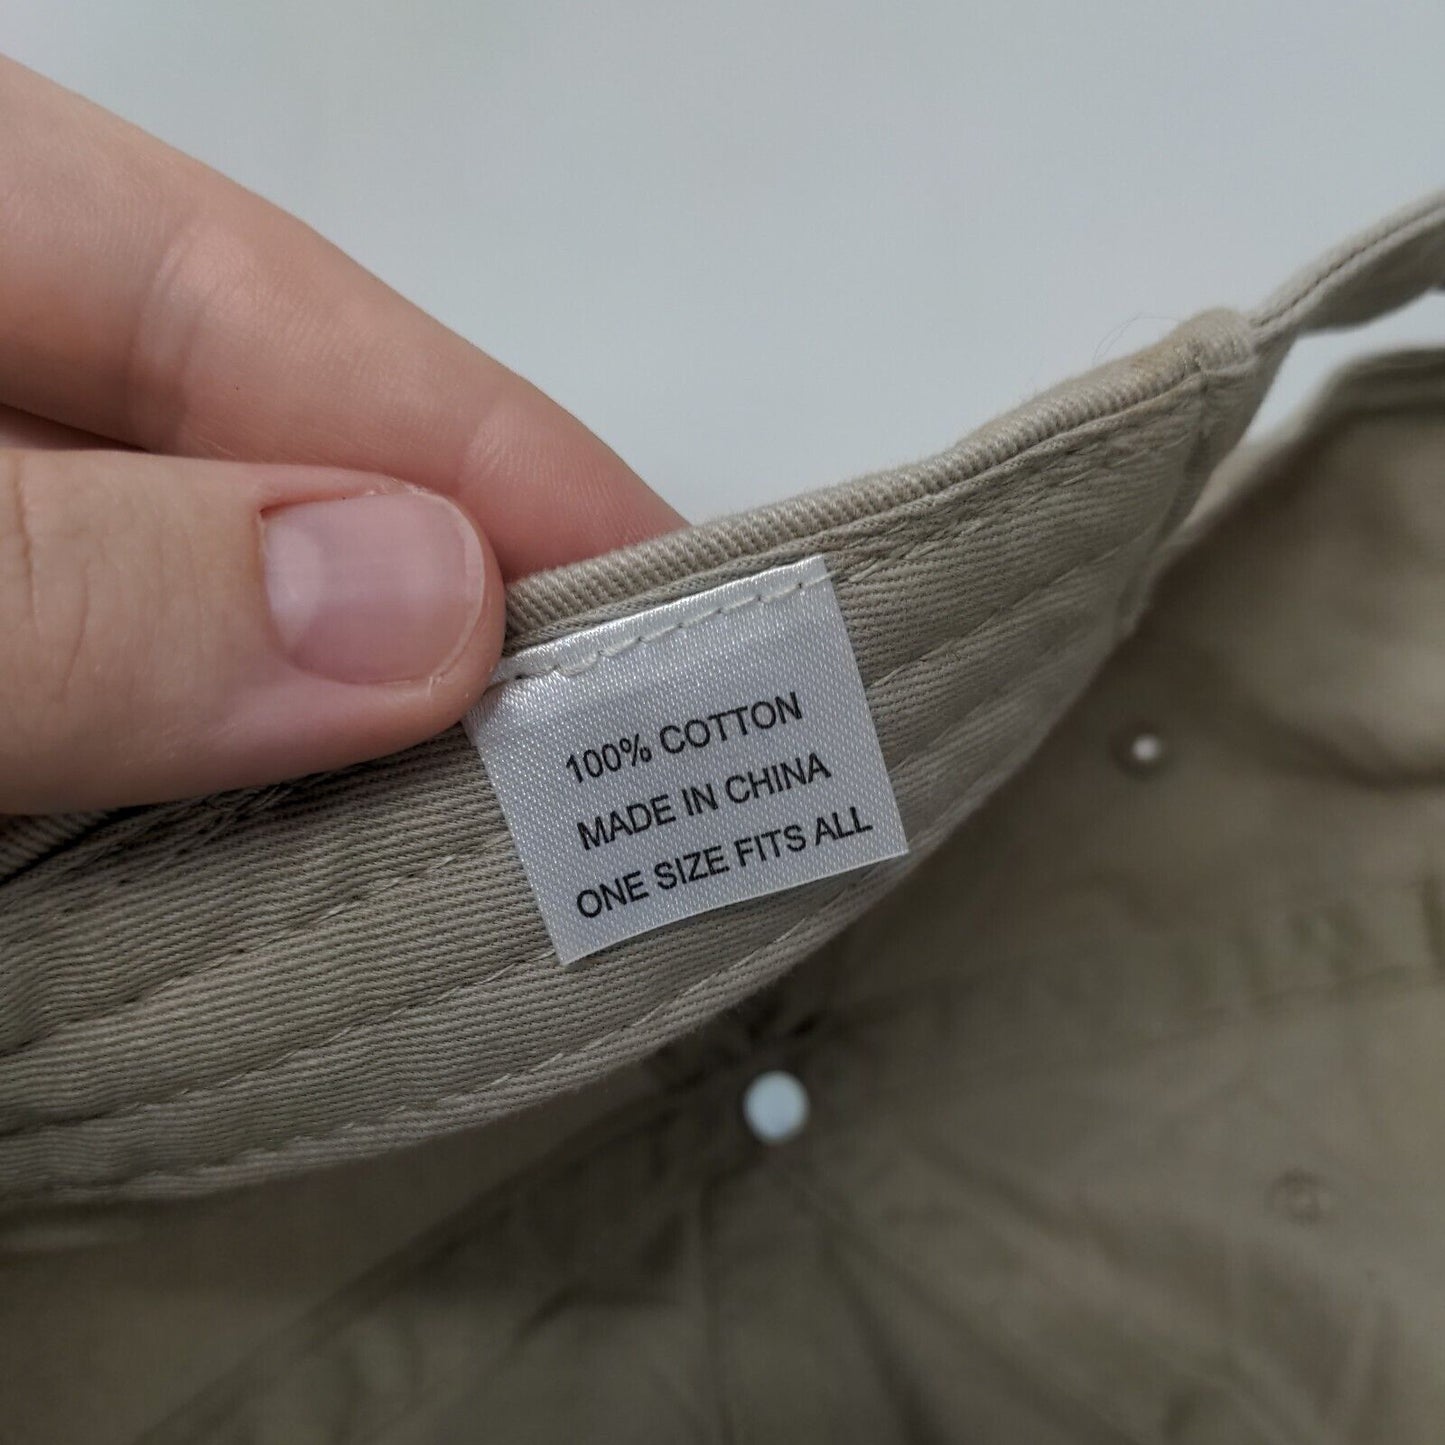 100% COTTON
MADE IN CHINA
ONE SIZE FITS ALL